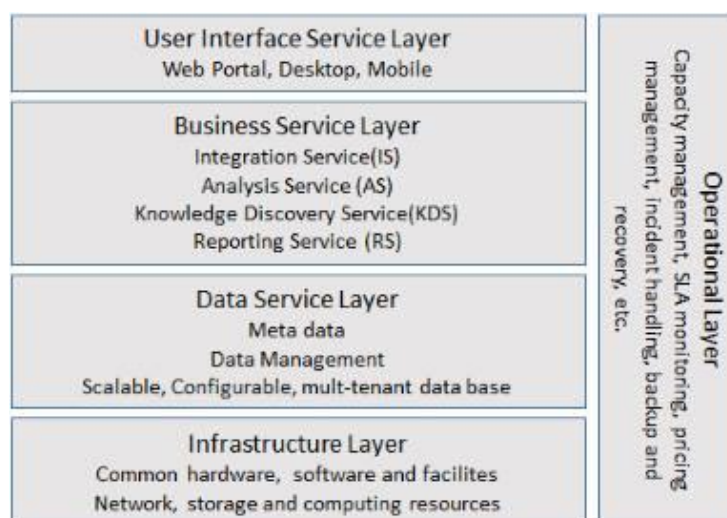 User Interface Service Layer
Web Portal, Desktop, Mobile
Business Service Layer
Integration Service(IS)
Analysis Service (AS)
Knowledge Discovery Service(KDS)
Reporting Service (RS)
Data Service Layer
Meta data
Data Management
Scalable, Configurable, mult-tenant data base
Infrastructure Layer
Common hardware, software and facilites
Network, storage and computing resources
Operational Layer
Capacity management, SLA monitoring, pricing
management, incident handling, backup and
recovery, etc.